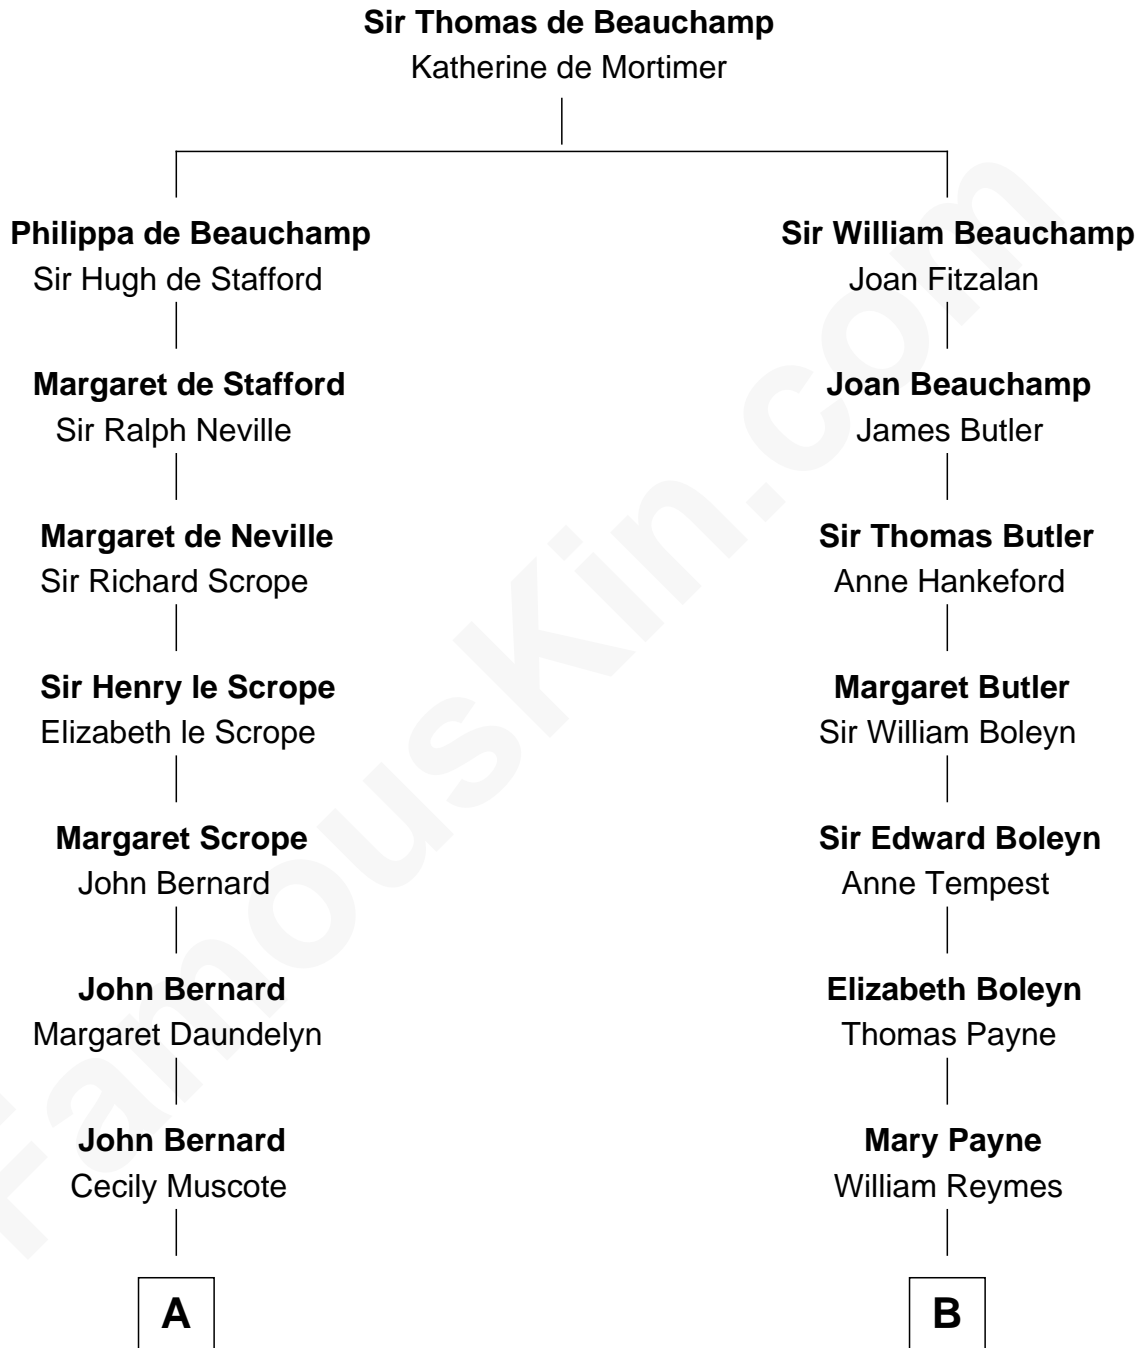 Sir Thomas de Beauchamp
Katherine de Mortimer
Philippa de Beauchamp
Sir Hugh de Stafford
Margaret de Stafford
Sir Ralph Neville
Margaret de Neville
Sir Richard Scrope
Sir Henry le Scrope
Elizabeth le Scrope
Margaret Scrope
John Bernard
John Bernard
Margaret Daundelyn
John Bernard
Cecily Muscote
A
Sir William Beauchamp
Joan Fitzalan
Joan Beauchamp
James Butler
Sir Thomas Butler
Anne Hankeford
Margaret Butler
Sir William Boleyn
Sir Edward Boleyn
Anne Tempest
Elizabeth Boleyn
Thomas Payne
Mary Payne
William Reymes
B
FamousKin.com